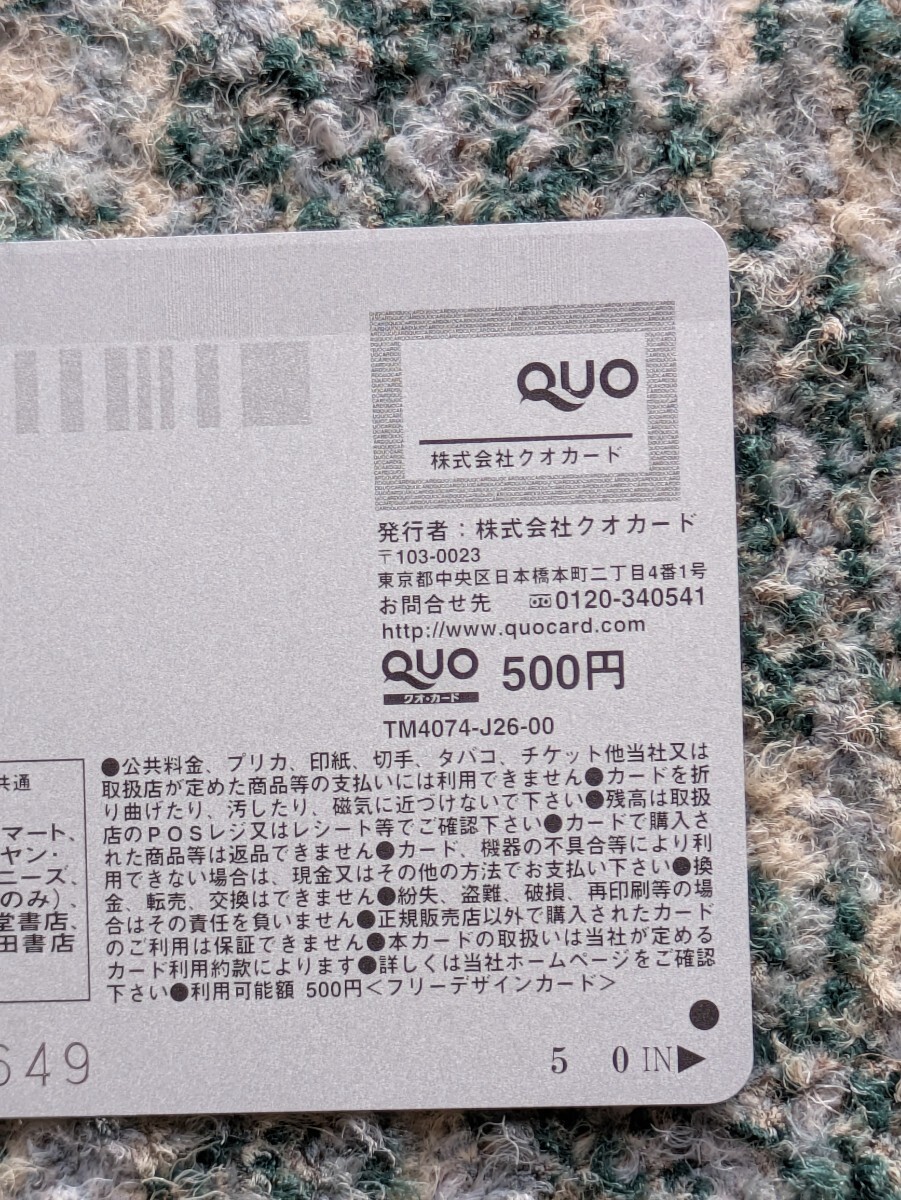 QUO
株式会社クオカード
発行者：株式会社クオカード
〒103-0023
東京都中央区日本橋本町二丁目4番1号
お問合せ先 0120-340541
http://www.quocard.com
QUO 500円
クオ・カード
TM4074-J26-00
●公共料金、プリカ、印紙、切手、タバコ、チケット他当社又は
取扱店が定めた商品等の支払いには利用できません●カードを折
り曲げたり、汚したり、磁気に近づけないで下さい●残高は取扱
店のPOSレジ又はレシート等でご確認下さい●カードで購入さ
れた商品等は返品できません●カード、機器の不具合等により利
用できない場合は、現金又はその他の方法でお支払い下さい●換
金、転売、交換はできません●紛失、盗難、破損、再印刷等の場
合はその責任を負いません●正規販売店以外で購入されたカード
のご利用は保証できません●本カードの取扱いは当社が定める
カード利用約款によります●詳しくは当社ホームページをご確認
下さい●利用可能額 500円＜フリーデザインカード＞
共通
マート、
ヤン・
ニーズ、
のみ）、
堂書店、
田書店
649
5 0 IN▶